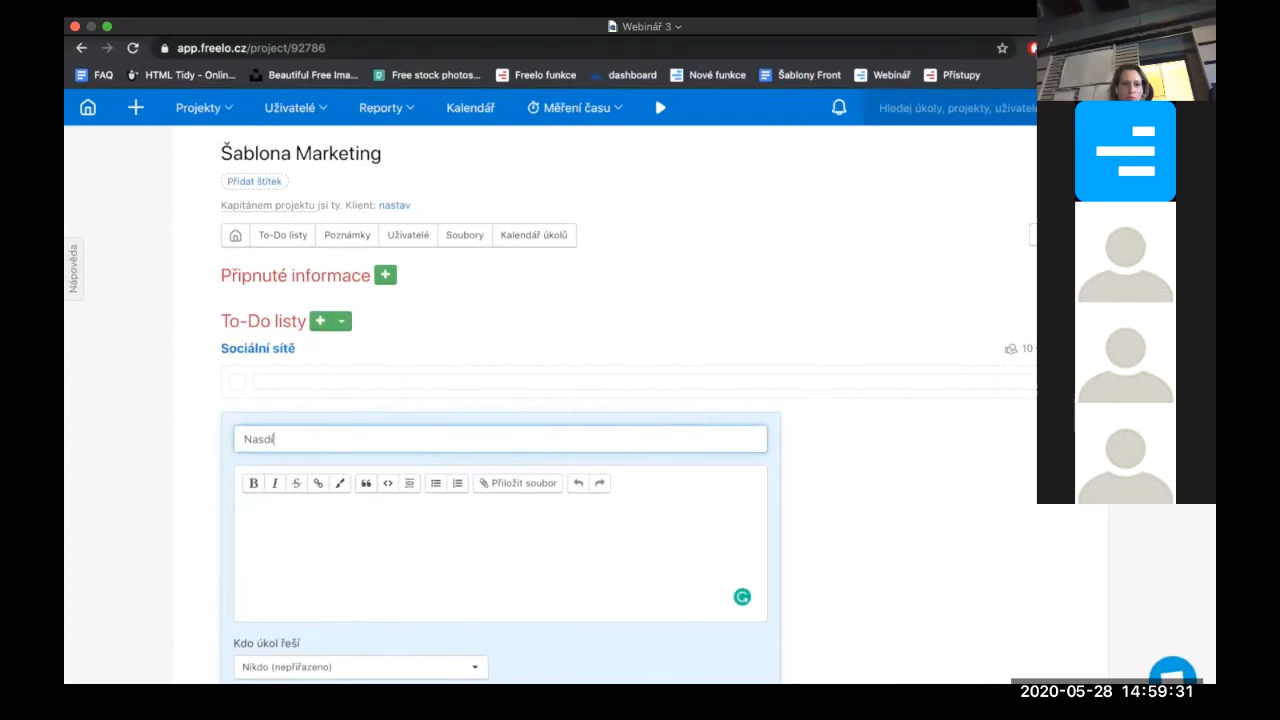 Webinář 3
app.freelo.cz/project/92786
FAQ HTML Tidy - Onlin... Beautiful Free Ima... Free stock photos... Freelo funkce dashboard Nové funkce Šablony Front Webinář Přístupy
Projekty Uživatelé Reporty Kalendář Měření času Hledej úkoly, projekty, uživatele
Šablona Marketing
Přidat štítek
Kapitánem projektu jsi ty. Klient: nastav
To-Do listy Poznámky Uživatelé Soubory Kalendář úkolů
Nápověda
Připnuté informace
To-Do listy
Sociální sítě 10
Nasdí
B I S Přiložit soubor
Kdo úkol řeší
Nikdo (nepřiřazeno)
2020-05-28 14:59:31